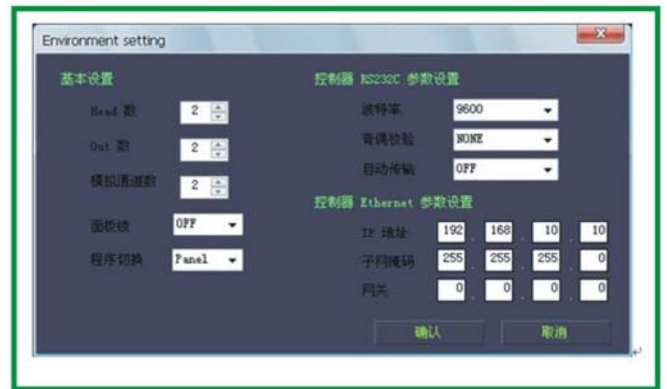 Environment setting
基本设置
Head 数 2
Out 数 2
模拟通道数 2
面板锁 OFF
程序切换 Panel
控制器 RS232C 参数设置
波特率 9600
奇偶校验 NONE
自动传输 OFF
控制器 Ethernet 参数设置
IP 地址 192 . 168 . 10 . 10
子网掩码 255 . 255 . 255 . 0
网关 0 . 0 . 0 . 0
确认 取消